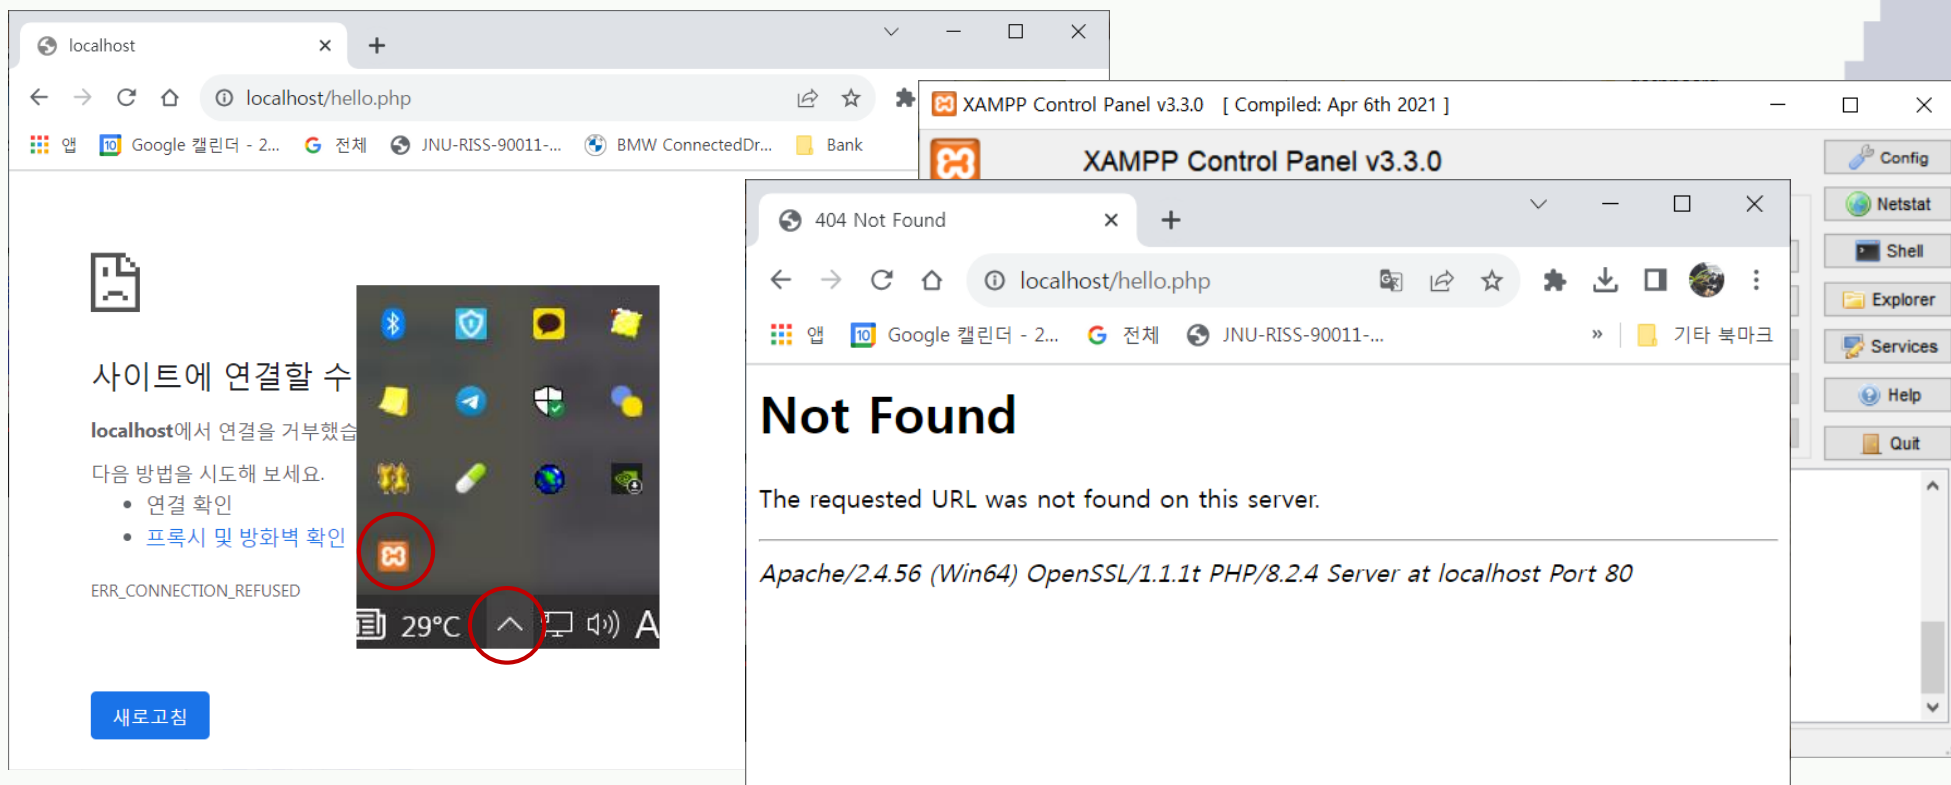 localhost
localhost/hello.php
앱 Google 캘린더 - 2... 전체 JNU-RISS-90011-... BMW ConnectedDr... Bank
사이트에 연결할 수
localhost에서 연결을 거부했습
다음 방법을 시도해 보세요.
연결 확인
프록시 및 방화벽 확인
ERR_CONNECTION_REFUSED
새로고침
29°C A
XAMPP Control Panel v3.3.0 [ Compiled: Apr 6th 2021 ]
XAMPP Control Panel v3.3.0
Config
Netstat
Shell
Explorer
Services
Help
Quit
404 Not Found
localhost/hello.php
앱 Google 캘린더 - 2... 전체 JNU-RISS-90011-... » 기타 북마크
Not Found
The requested URL was not found on this server.
Apache/2.4.56 (Win64) OpenSSL/1.1.1t PHP/8.2.4 Server at localhost Port 80